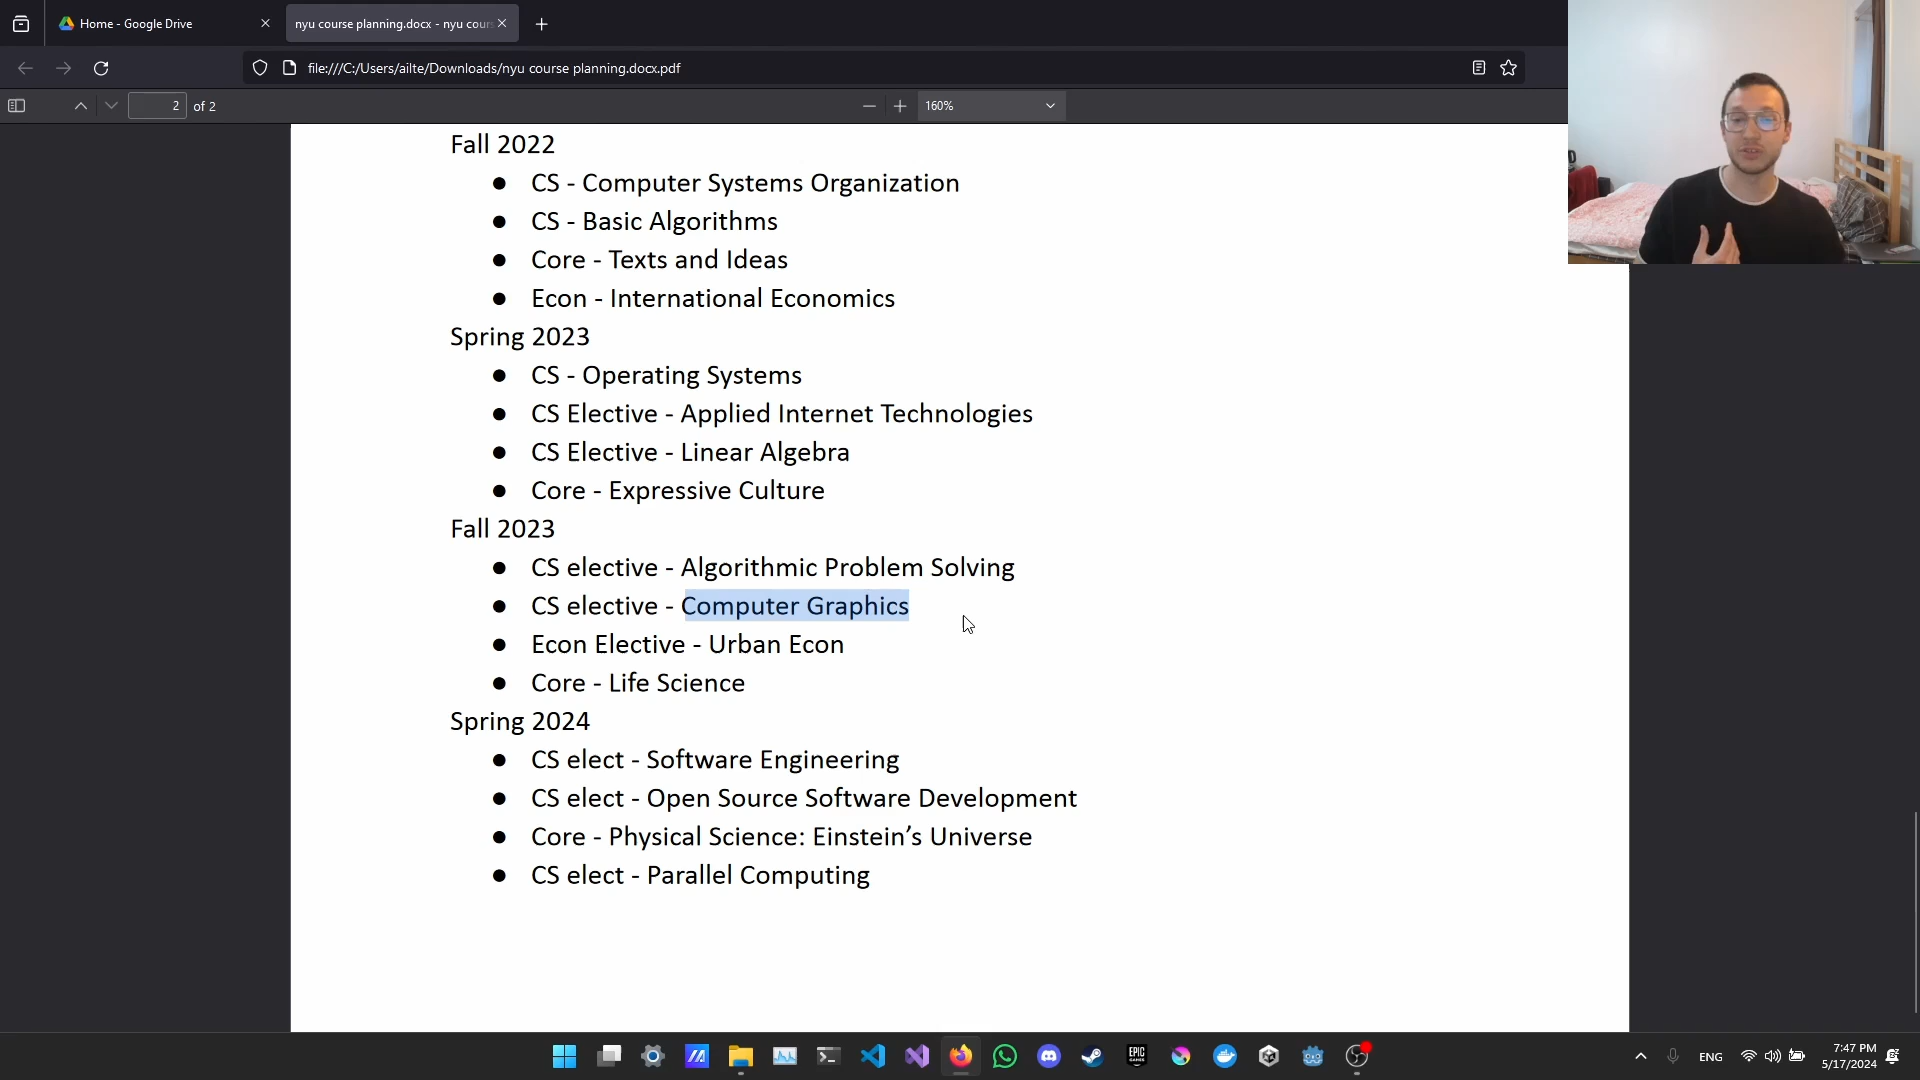 Home - Google Drive
nyu course planning.docx - nyu cours
file:///C:/Users/ailte/Downloads/nyu course planning.docx.pdf
2 of 2
160%
Fall 2022
● CS - Computer Systems Organization
● CS - Basic Algorithms
● Core - Texts and Ideas
● Econ - International Economics
Spring 2023
● CS - Operating Systems
● CS Elective - Applied Internet Technologies
● CS Elective - Linear Algebra
● Core - Expressive Culture
Fall 2023
● CS elective - Algorithmic Problem Solving
● CS elective - Computer Graphics
● Econ Elective - Urban Econ
● Core - Life Science
Spring 2024
● CS elect - Software Engineering
● CS elect - Open Source Software Development
● Core - Physical Science: Einstein’s Universe
● CS elect - Parallel Computing
EPIC
GAMES
ENG
7:47 PM
5/17/2024